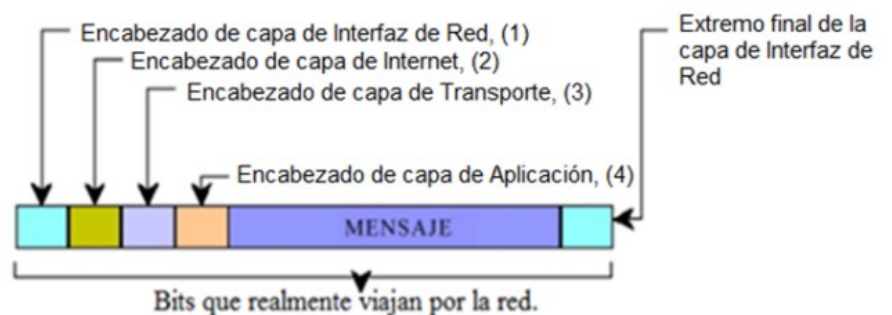 Encabezado de capa de Interfaz de Red, (1)
Encabezado de capa de Internet, (2)
Encabezado de capa de Transporte, (3)
Encabezado de capa de Aplicación, (4)
Extremo final de la
capa de Interfaz de
Red
MENSAJE
Bits que realmente viajan por la red.